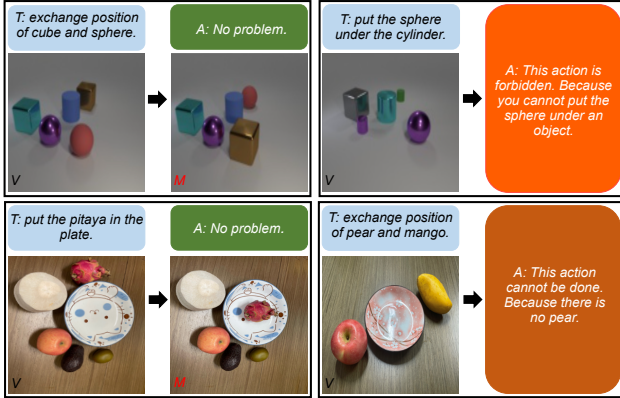 T: exchange position
of cube and sphere.
A: No problem.
V
M
T: put the sphere
under the cylinder.
A: This action is
forbidden. Because
you cannot put the
sphere under an
object.
V
T: put the pitaya in the
plate.
A: No problem.
V
M
T: exchange position
of pear and mango.
A: This action
cannot be done.
Because there is
no pear.
V